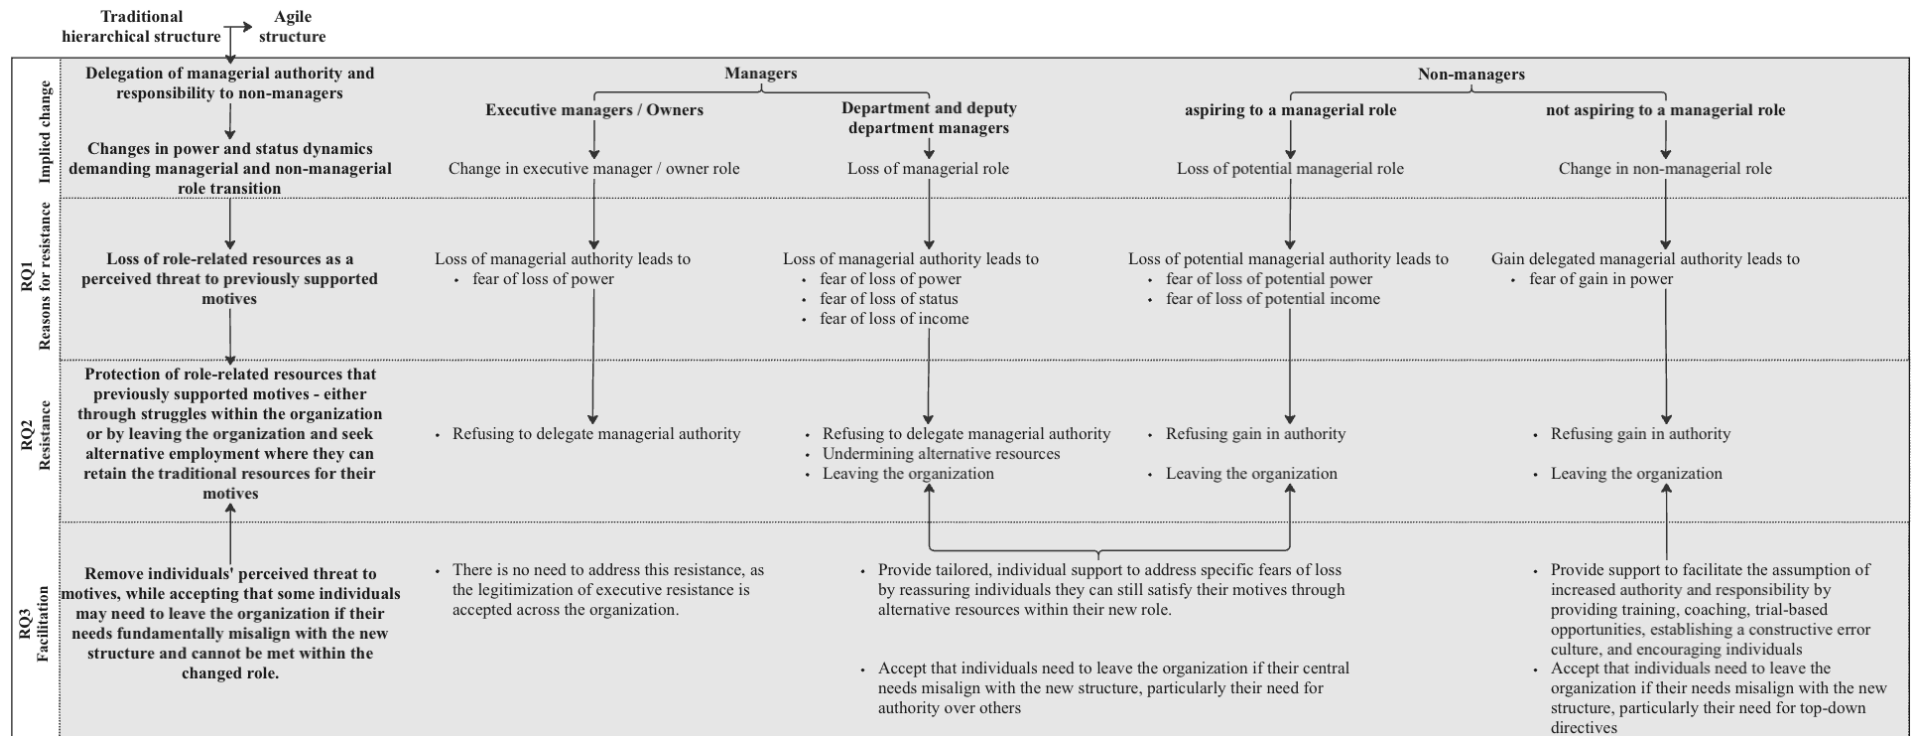 Traditional
hierarchical structure
Agile
structure
Implied change
Delegation of managerial authority and
responsibility to non-managers
Changes in power and status dynamics
demanding managerial and non-managerial
role transition
Managers
Executive managers / Owners
Change in executive manager / owner role
Department and deputy
department managers
Loss of managerial role
Non-managers
aspiring to a managerial role
Loss of potential managerial role
not aspiring to a managerial role
Change in non-managerial role
RQ1
Reasons for resistance
Loss of role-related resources as a
perceived threat to previously supported
motives
Loss of managerial authority leads to
• fear of loss of power
Loss of managerial authority leads to
• fear of loss of power
• fear of loss of status
• fear of loss of income
Loss of potential managerial authority leads to
• fear of loss of potential power
• fear of loss of potential income
Gain delegated managerial authority leads to
• fear of gain in power
RQ2
Resistance
Protection of role-related resources that
previously supported motives - either
through struggles within the organization
or by leaving the organization and seek
alternative employment where they can
retain the traditional resources for their
motives
• Refusing to delegate managerial authority
• Refusing to delegate managerial authority
• Undermining alternative resources
• Leaving the organization
• Refusing gain in authority
• Leaving the organization
• Refusing gain in authority
• Leaving the organization
RQ3
Facilitation
Remove individuals' perceived threat to
motives, while accepting that some individuals
may need to leave the organization if their
needs fundamentally misalign with the new
structure and cannot be met within the
changed role.
• There is no need to address this resistance, as
the legitimization of executive resistance is
accepted across the organization.
• Provide tailored, individual support to address specific fears of loss
by reassuring individuals they can still satisfy their motives through
alternative resources within their new role.
• Accept that individuals need to leave the organization if their central
needs misalign with the new structure, particularly their need for
authority over others
• Provide support to facilitate the assumption of
increased authority and responsibility by
providing training, coaching, trial-based
opportunities, establishing a constructive error
culture, and encouraging individuals
• Accept that individuals need to leave the
organization if their needs misalign with the new
structure, particularly their need for top-down
directives